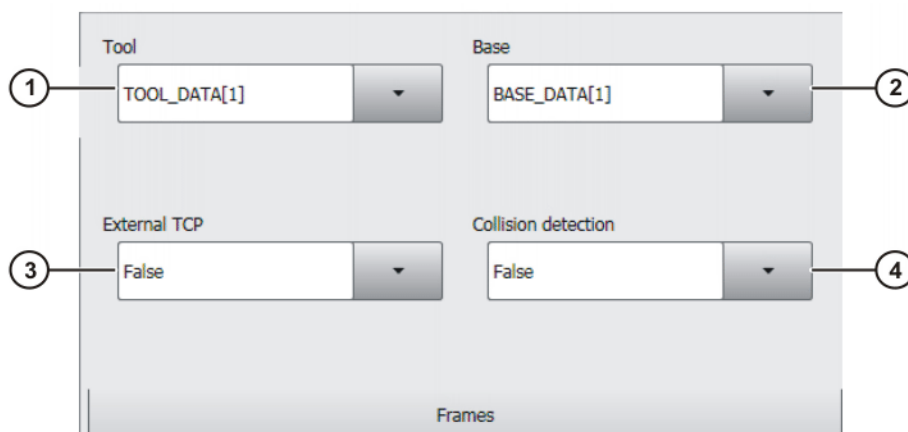 Tool Base
1 TOOL_DATA[1] BASE_DATA[1] 2
External TCP Collision detection
3 False False 4
Frames